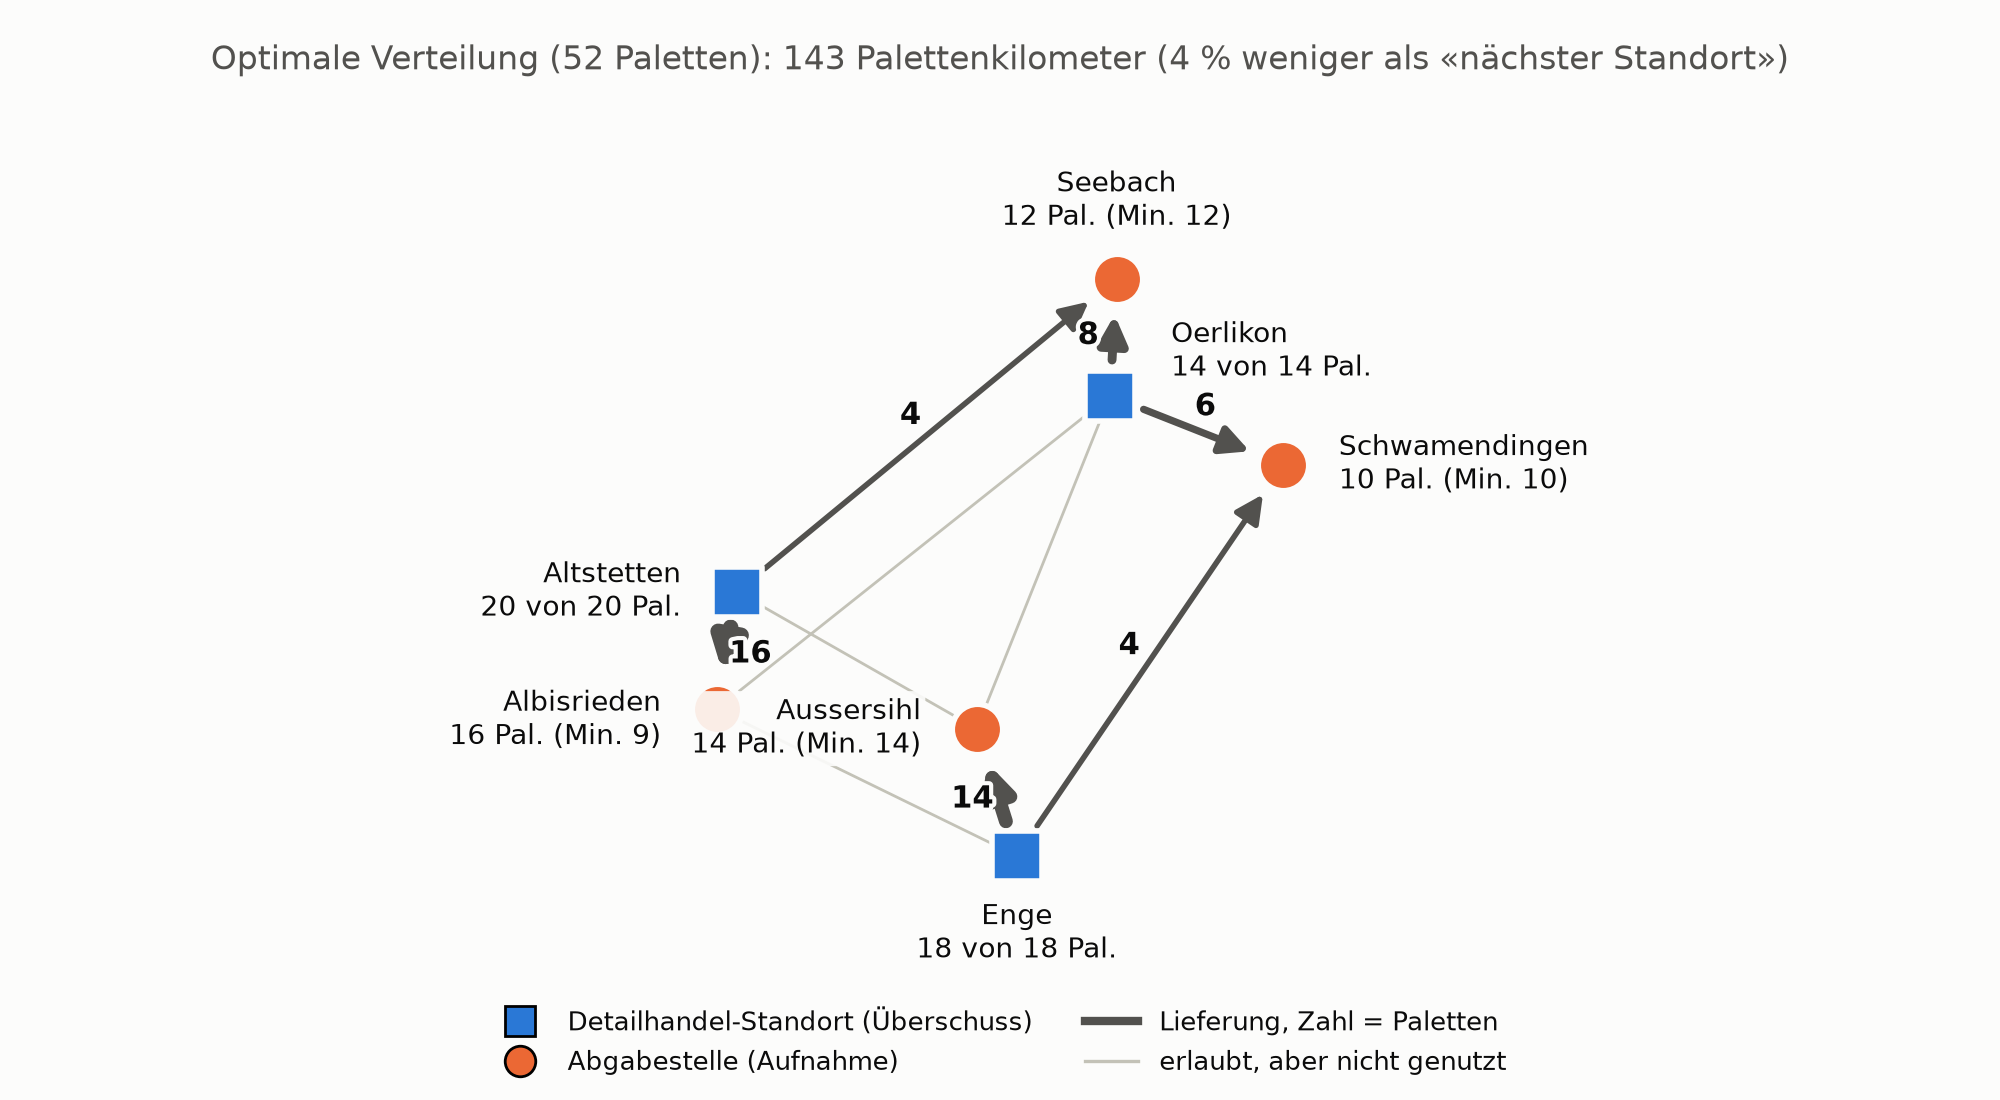 Optimale Verteilung (52 Paletten): 143 Palettenkilometer (4 % weniger als «nächster Standort»)
Seebach
12 Pal. (Min. 12)
8
Oerlikon
14 von 14 Pal.
4
6
Schwamendingen
10 Pal. (Min. 10)
Altstetten
20 von 20 Pal.
16
4
Albisrieden
16 Pal. (Min. 9)
Aussersihl
14 Pal. (Min. 14)
14
Enge
18 von 18 Pal.
Detailhandel-Standort (Überschuss)
Abgabestelle (Aufnahme)
Lieferung, Zahl = Paletten
erlaubt, aber nicht genutzt